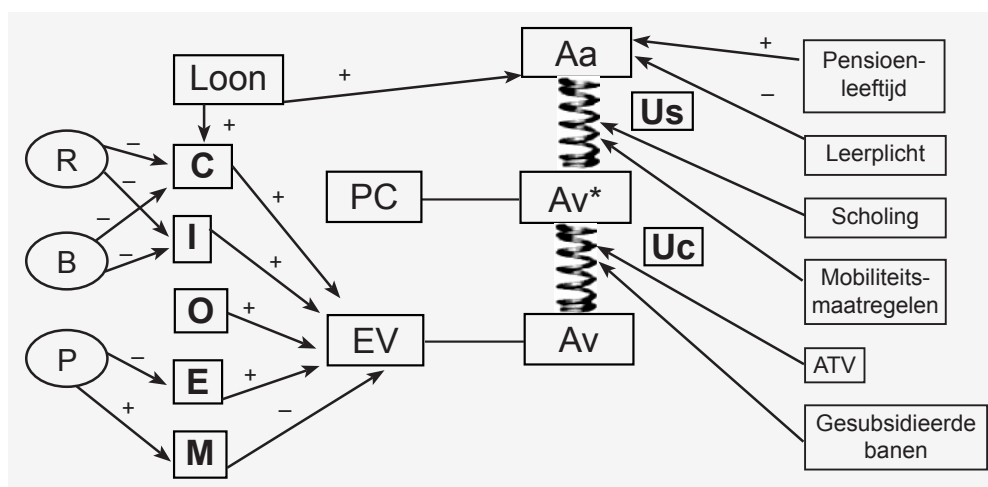 Loon
+
Aa
+
Pensioen-
leeftijd
Us
–
R
–
+
C
Leerplicht
–
+
PC
Av*
Scholing
–
I
Uc
B
–
+
Mobiliteits-
maatregelen
O
+
EV
Av
P
–
E
+
ATV
+
–
M
Gesubsidieerde
banen